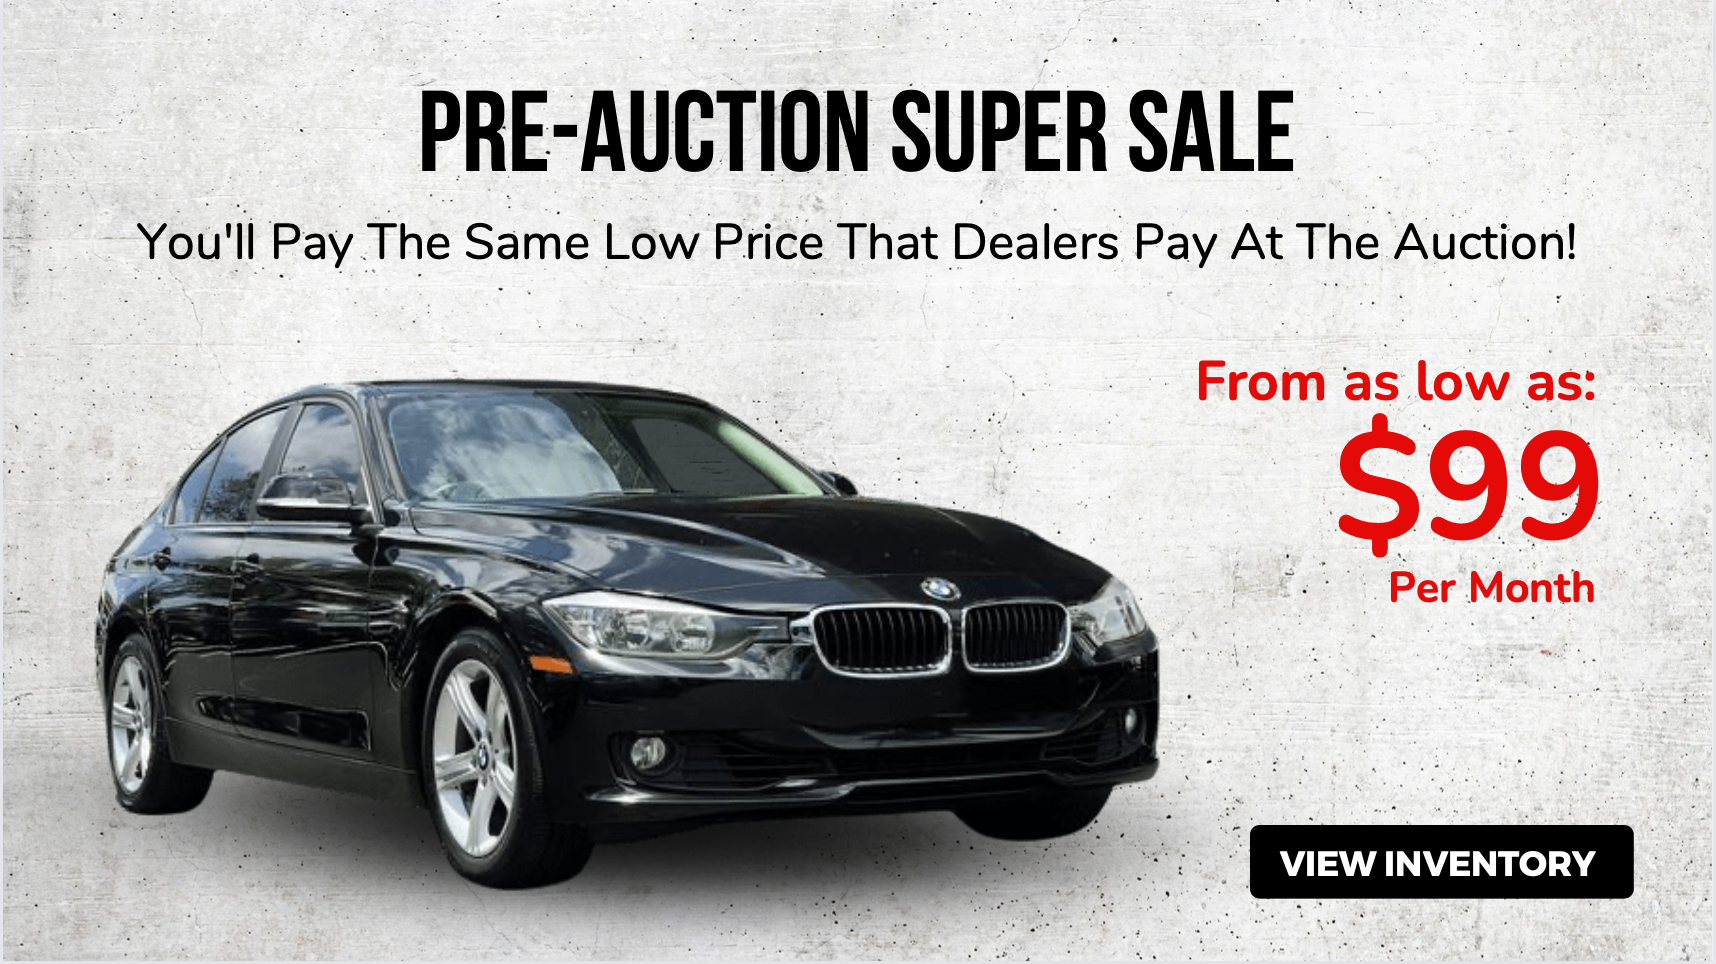 PRE-AUCTION SUPER SALE
You'll Pay The Same Low Price That Dealers Pay At The Auction!
From as low as:
$99
Per Month
VIEW INVENTORY